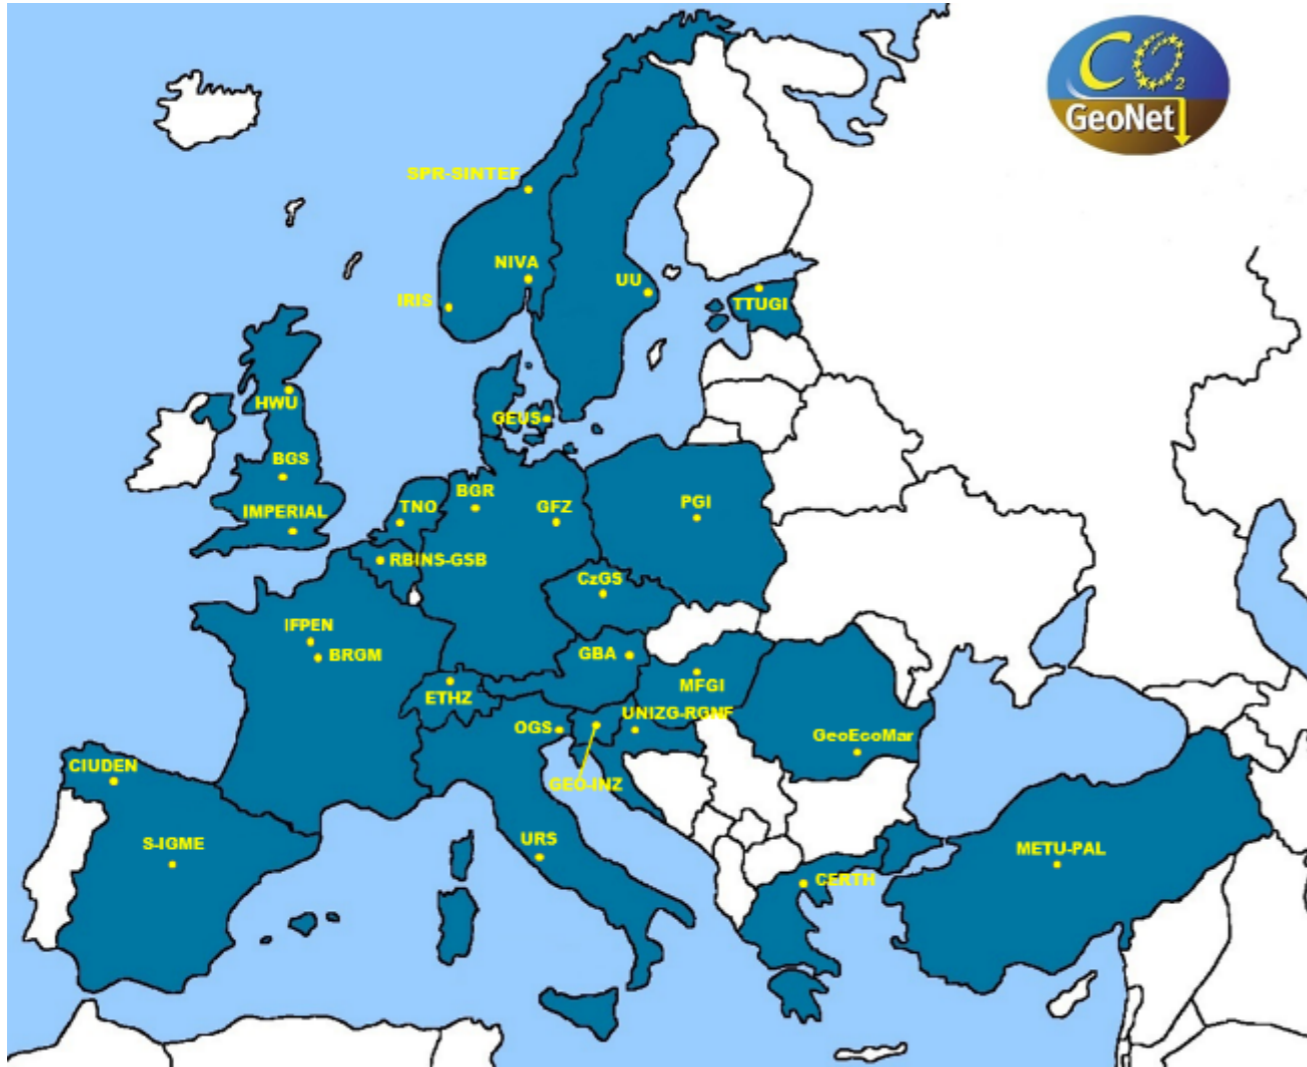 CO2
GeoNet
SPR-SINTEF
NIVA
UU
IRIS
TTUGI
HWU
GEUS
BGS
BGR
GFZ
PGI
TNO
IMPERIAL
RBINS-GSB
CzGS
IFPEN
BRGM
GBA
MFGI
ETHZ
UNIZG-RGNF
OGS
GeoEcoMar
CIUDEN
GEO-INZ
S-IGME
URS
METU-PAL
CERTH